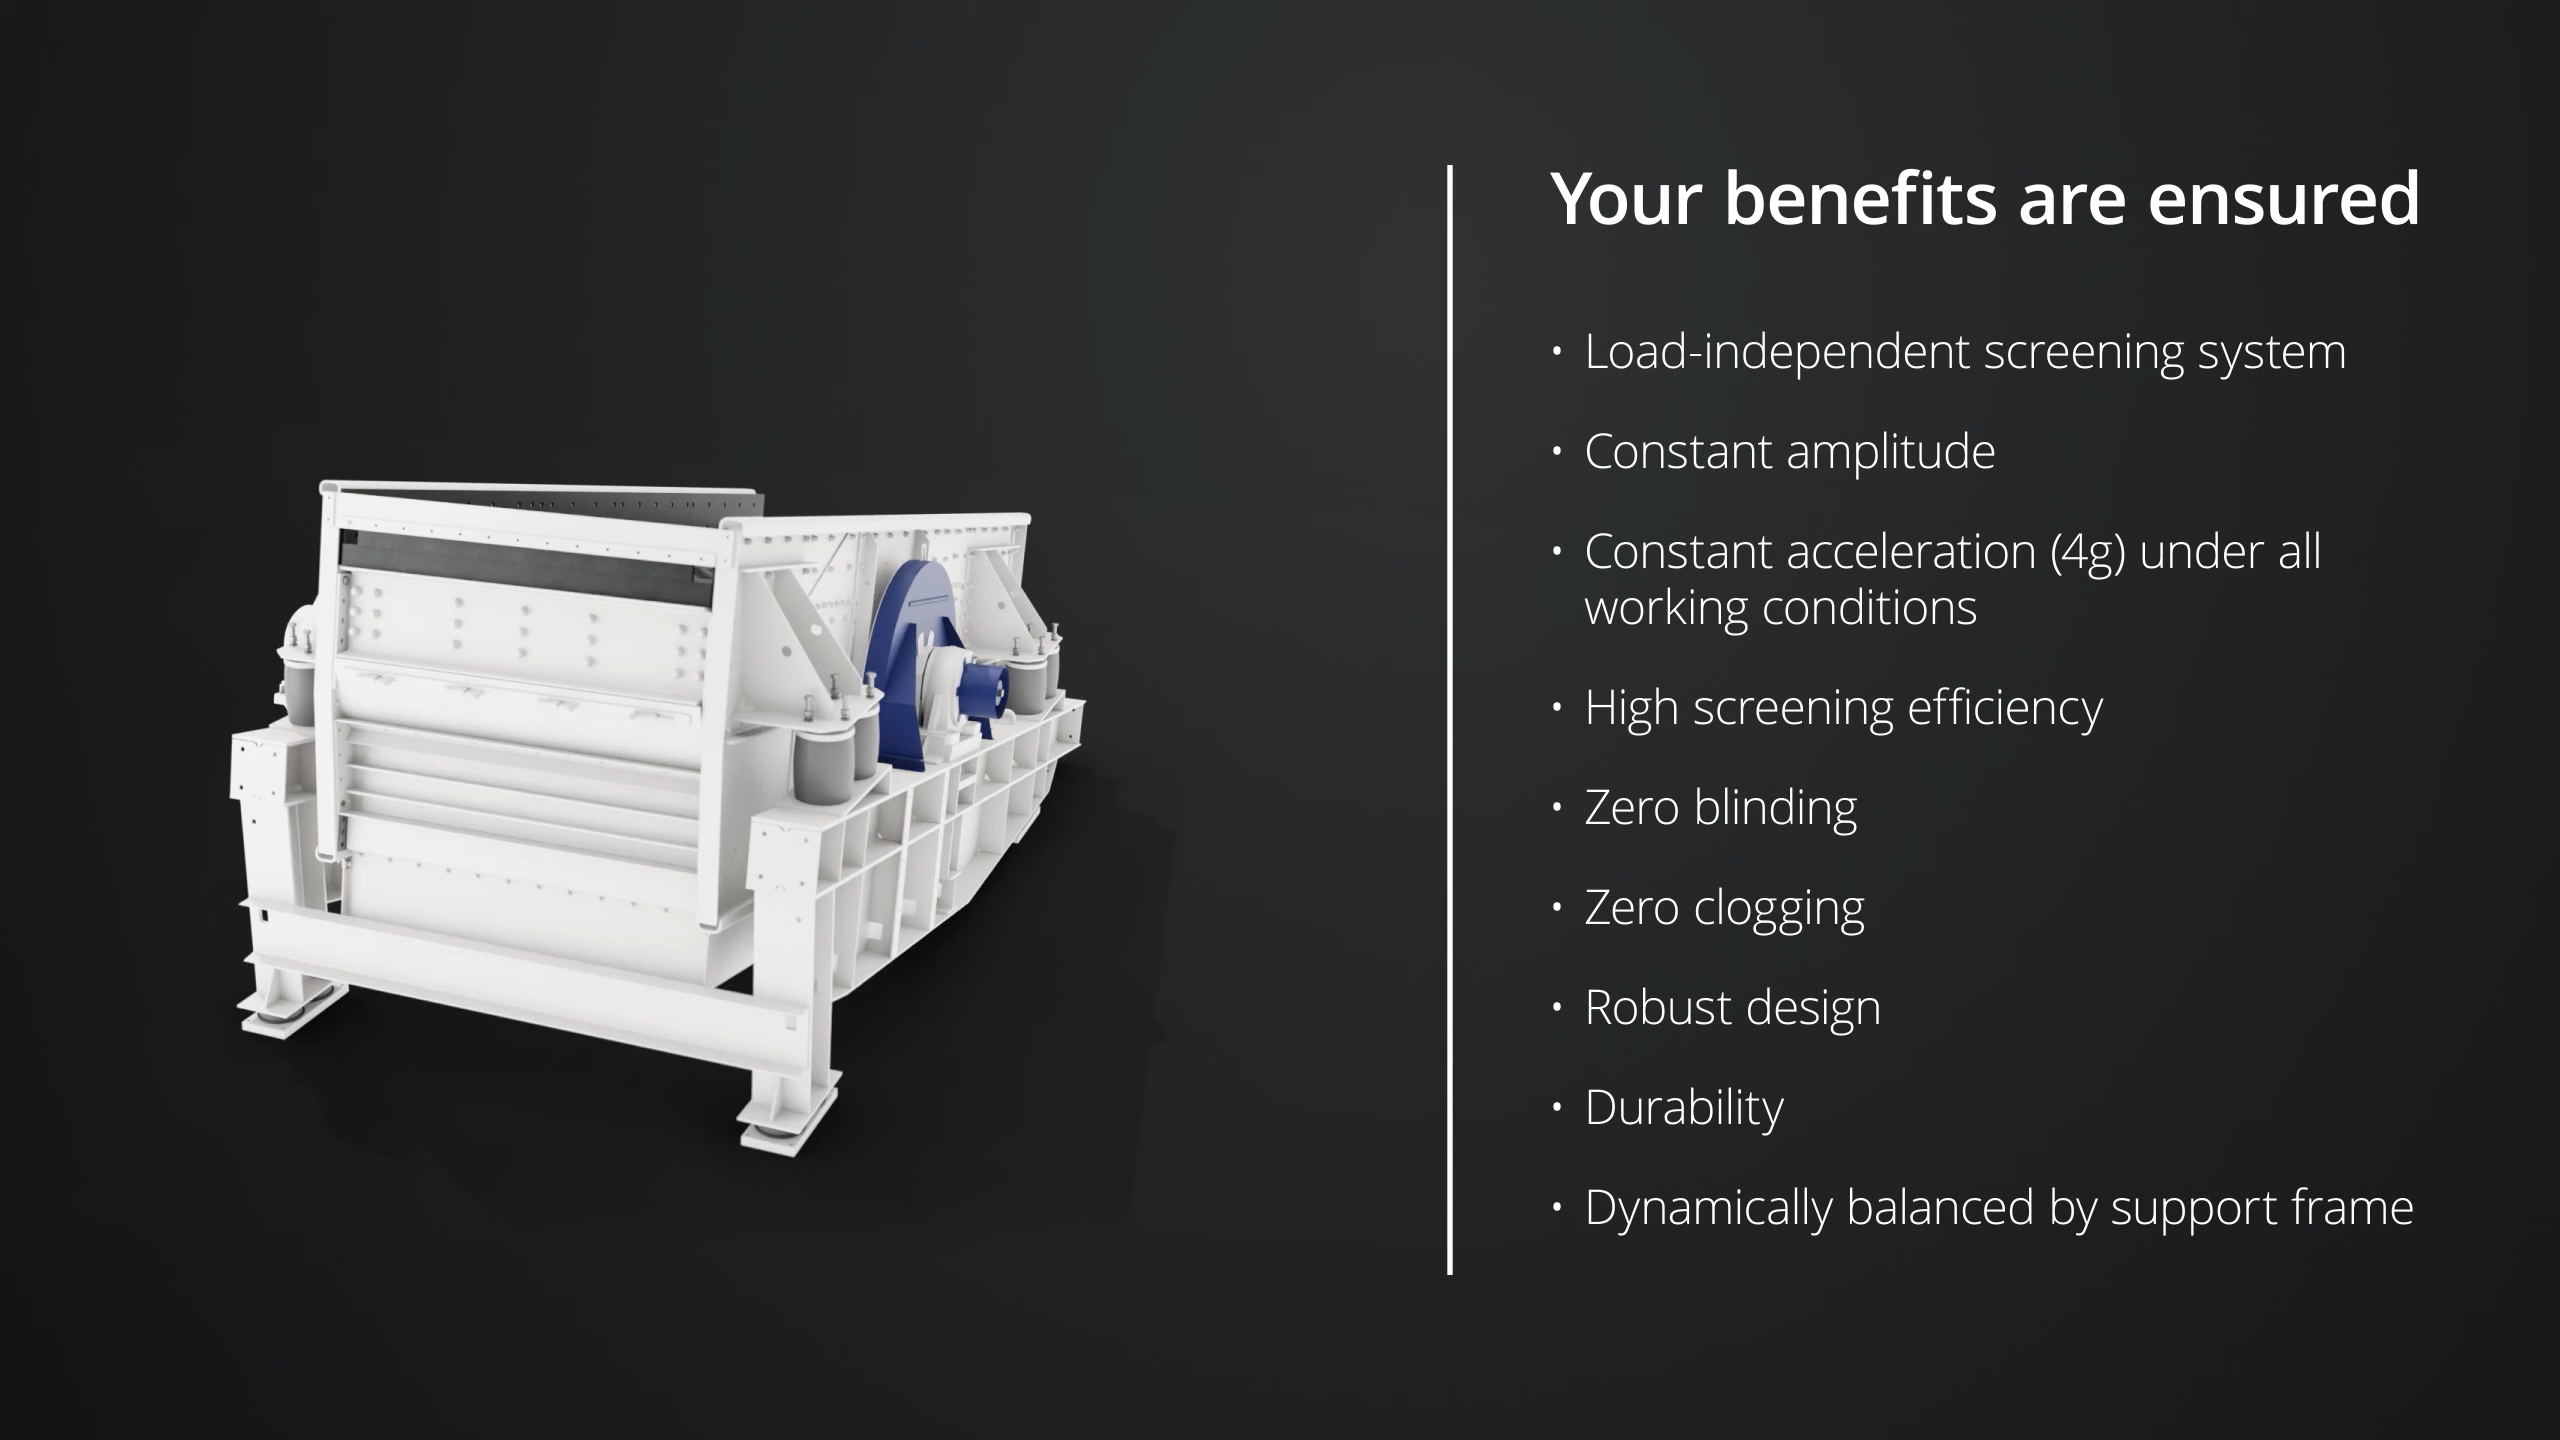 Your benefits are ensured
• Load-independent screening system
• Constant amplitude
• Constant acceleration (4g) under all
working conditions
• High screening efficiency
• Zero blinding
• Zero clogging
• Robust design
• Durability
• Dynamically balanced by support frame